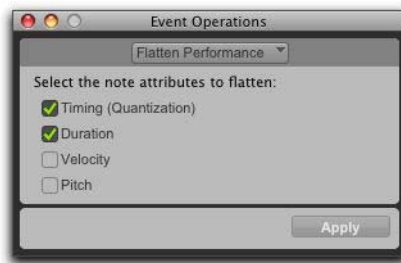 Event Operations
Flatten Performance
Select the note attributes to flatten:
Timing (Quantization)
Duration
Velocity
Pitch
Apply